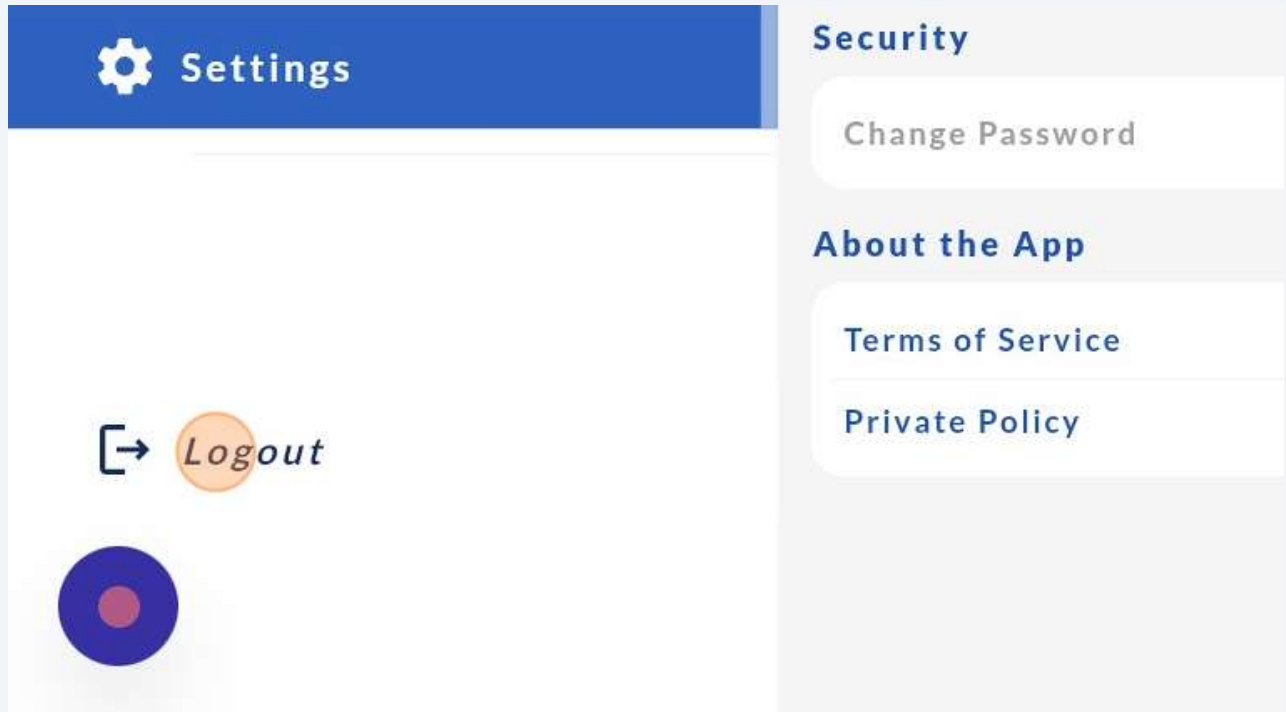 Settings
Logout
Security
Change Password
About the App
Terms of Service
Private Policy